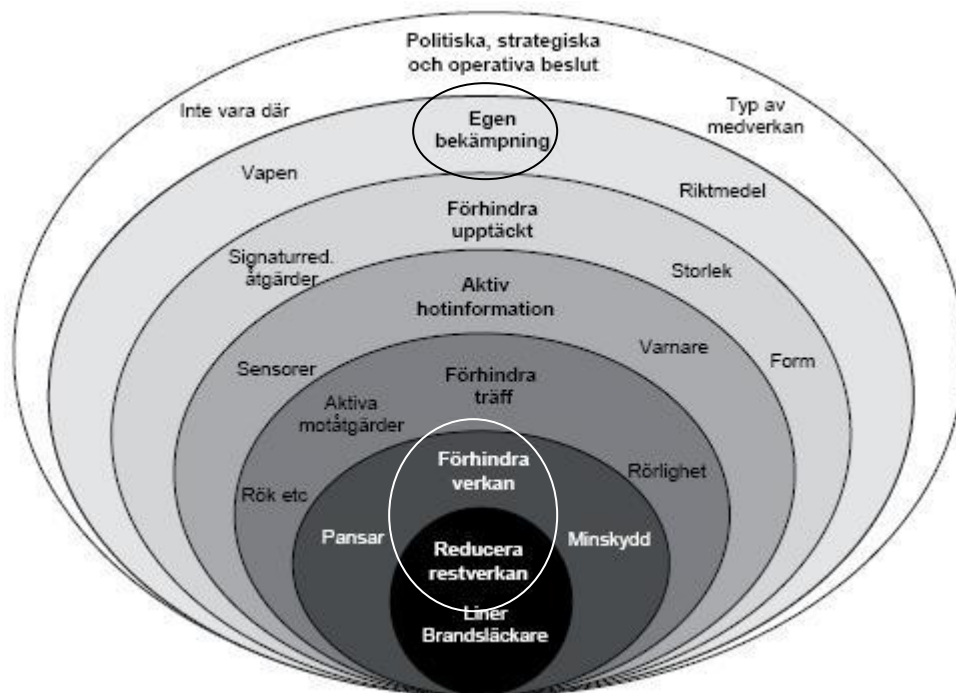 Politiska, strategiska
och operativa beslut
Inte vara där
Typ av
medverkan
Egen
bekämpning
Vapen
Riktmedel
Förhindra
upptäckt
Signaturred.
åtgärder
Storlek
Aktiv
hotinformation
Sensorer
Varnare
Form
Förhindra
träff
Aktiva
motåtgärder
Rörlighet
Rök etc
Förhindra
verkan
Pansar
Minskydd
Reducera
restverkan
Liner
Brandsläckare